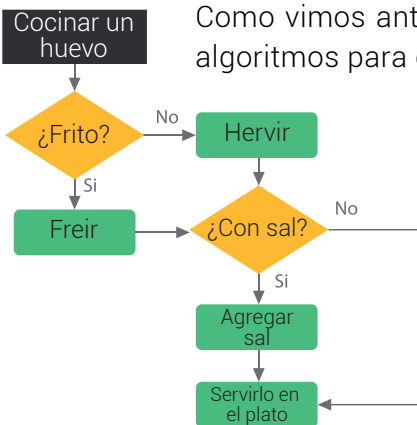 Cocinar un
huevo
Como vimos
algoritmos para
¿Frito?
No
Hervir
Si
Freir
¿Con sal?
No
Si
Agregar
sal
Servirlo en
el plato